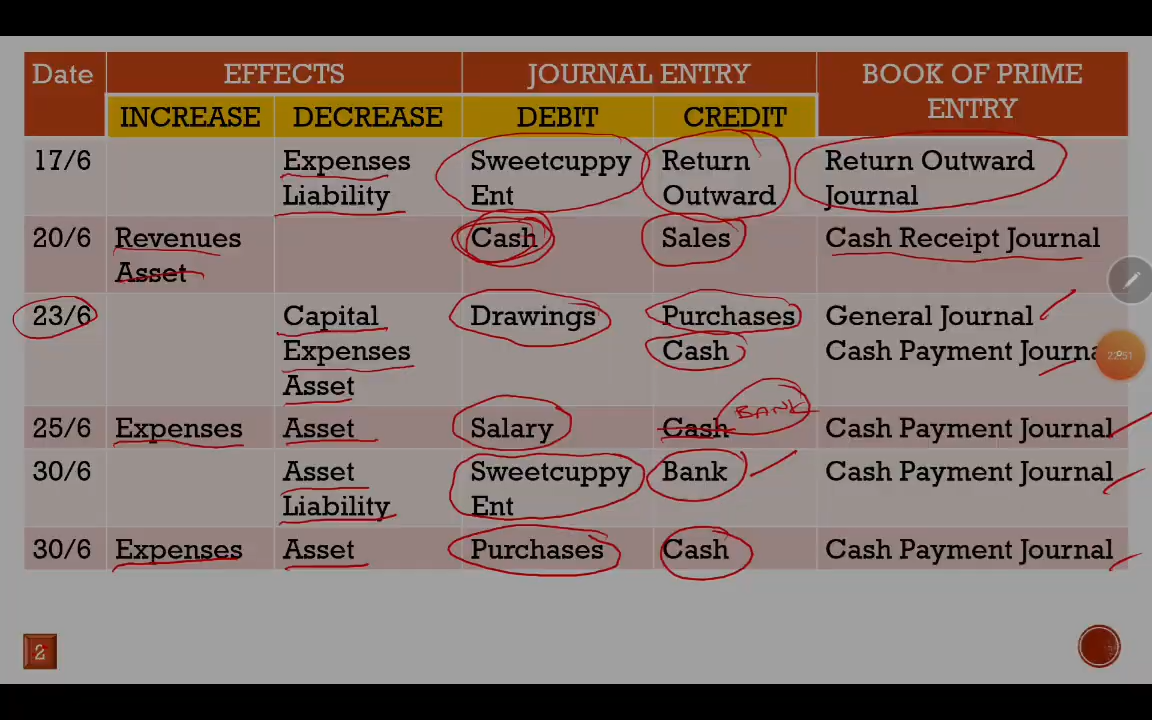 Date EFFECTS JOURNAL ENTRY BOOK OF PRIME
ENTRY
INCREASE DECREASE DEBIT CREDIT
17/6 Expenses Sweetcuppy Return Return Outward
Liability Ent Outward Journal
20/6 Revenues Cash Sales Cash Receipt Journal
Asset
23/6 Capital Drawings Purchases General Journal
Expenses Cash Cash Payment Journa
Asset
BANK
25/6 Expenses Asset Salary Cash Cash Payment Journal
30/6 Asset Sweetcuppy Bank Cash Payment Journal
Liability Ent
30/6 Expenses Asset Purchases Cash Cash Payment Journal
2